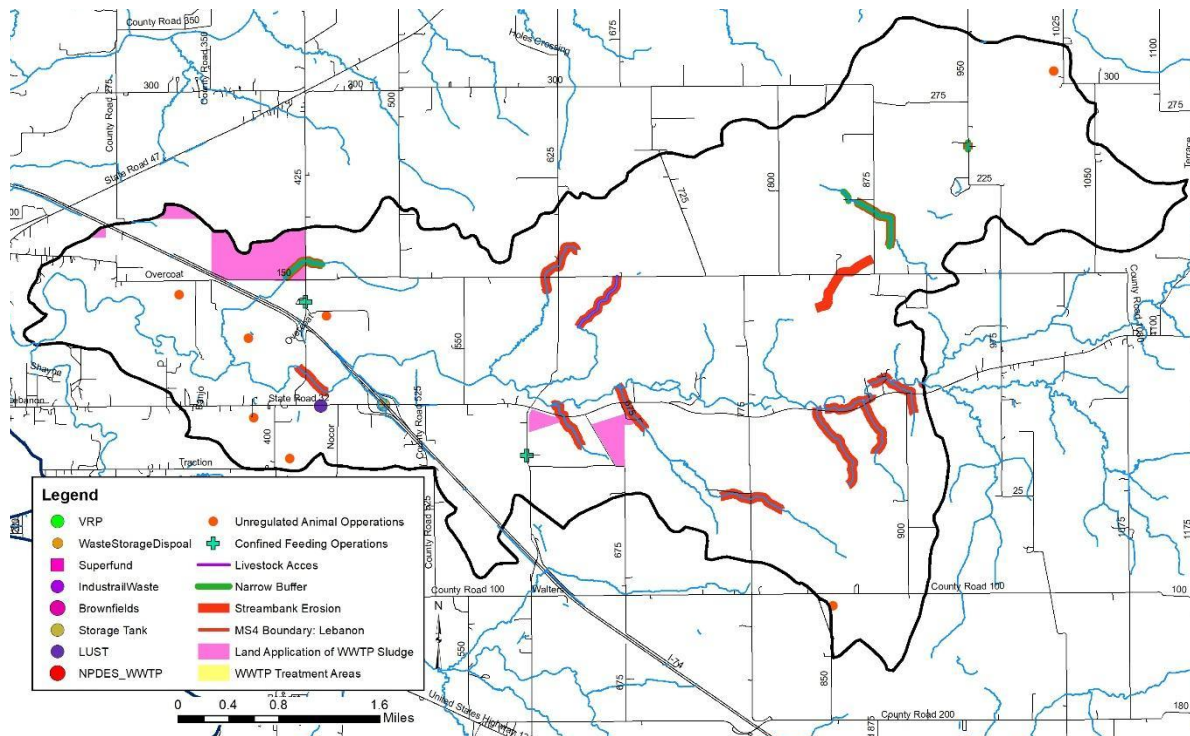 County Road 350
County Road 350
Holes Crossing
675
1025
1100
950
300
300
300
300
County Road 275
500
275
275
State Road 47
625
425
725
800
875
225
1050
Terrace
Overcoat
150
550
County Road 525
975
1100
Shayne
State Road 32
775
675
400
Nocor
Traction
25
900
1075
County Road 525
675
County Road 100
Walters
County Road 100
100
N
550
I-74
675
850
875
County Road 200
180
Legend
VRP
WasteStorageDispoal
Superfund
IndustrailWaste
Brownfields
Storage Tank
LUST
NPDES_WWTP
Unregulated Animal Opperations
Confined Feeding Operations
Livestock Acces
Narrow Buffer
Streambank Erosion
MS4 Boundary: Lebanon
Land Application of WWTP Sludge
WWTP Treatment Areas
0 0.4 0.8 1.6
Miles
United States Highway